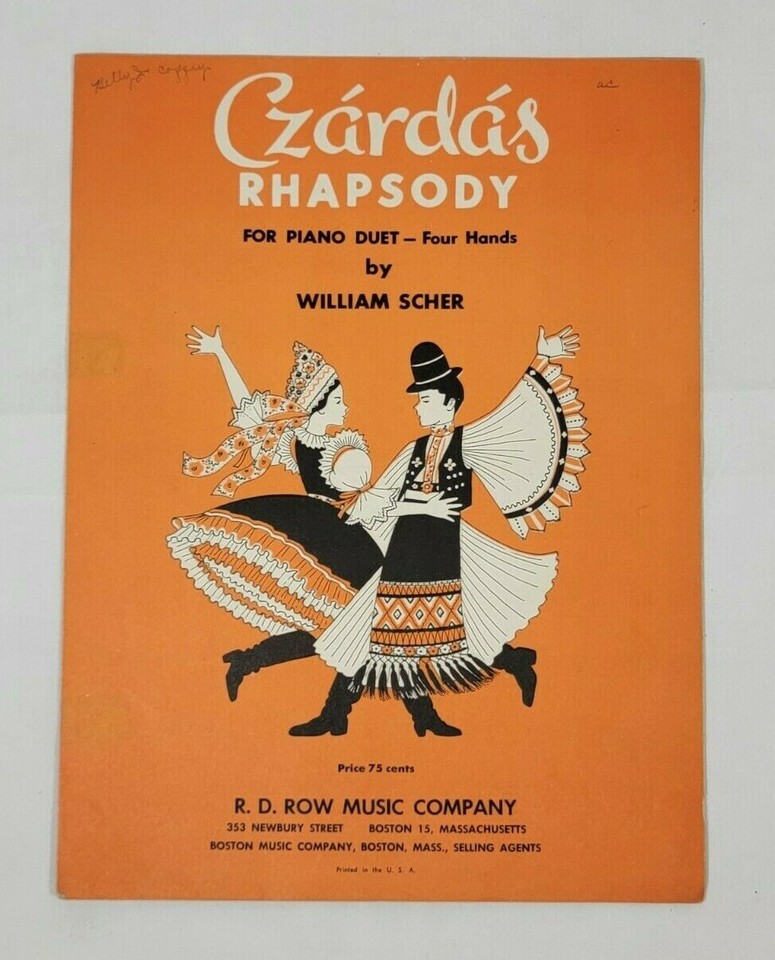 Czárdás
RHAPSODY
FOR PIANO DUET — Four Hands
by
WILLIAM SCHER
Price 75 cents
R. D. ROW MUSIC COMPANY
353 NEWBURY STREET BOSTON 15, MASSACHUSETTS
BOSTON MUSIC COMPANY, BOSTON, MASS., SELLING AGENTS
Printed in the U. S. A.